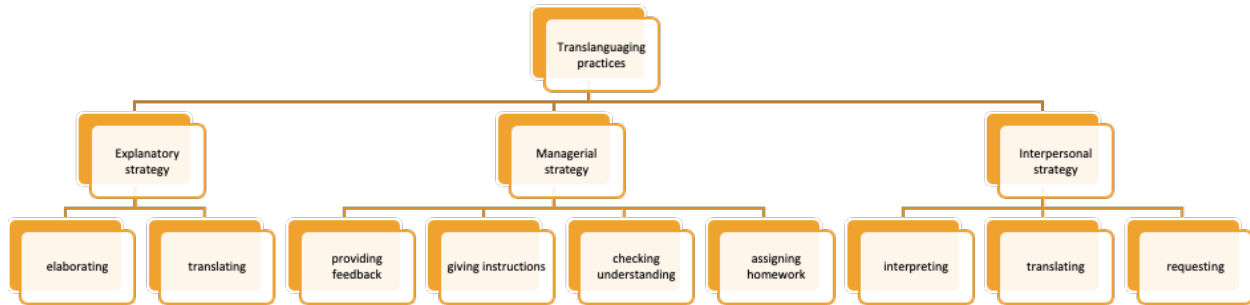 Translanguaging
practices
Explanatory
strategy
Managerial
strategy
Interpersonal
strategy
elaborating
translating
providing
feedback
giving instructions
checking
understanding
assigning
homework
interpreting
translating
requesting